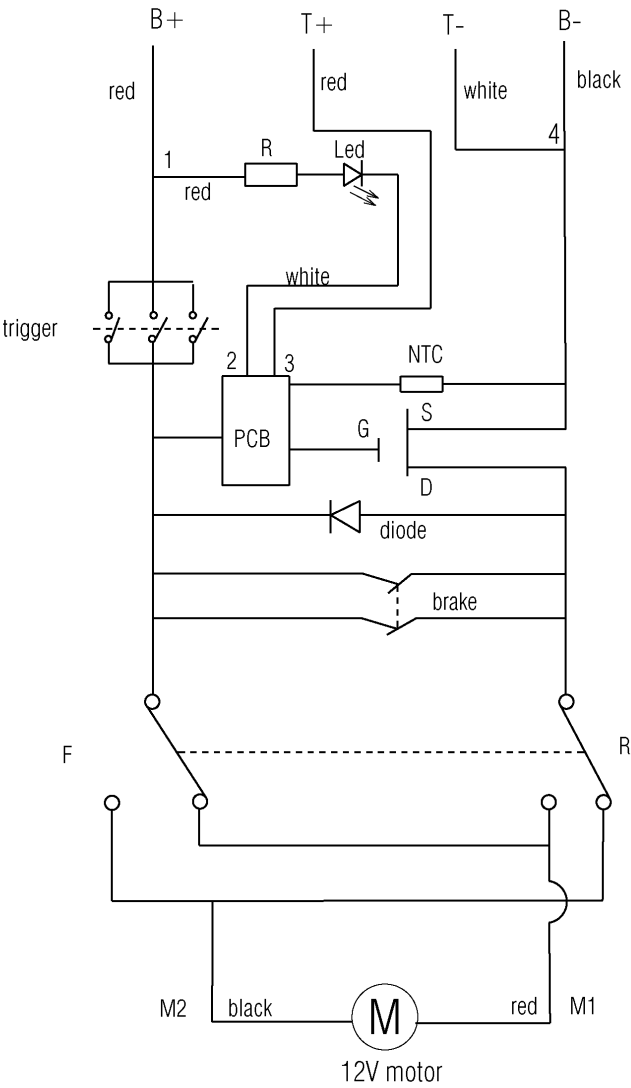 B+ T+ T- B-
red red white black
1 R Led 4
red
white
trigger
2 3 NTC
PCB G S
D
diode
brake
F R
M2 black M red M1
12V motor